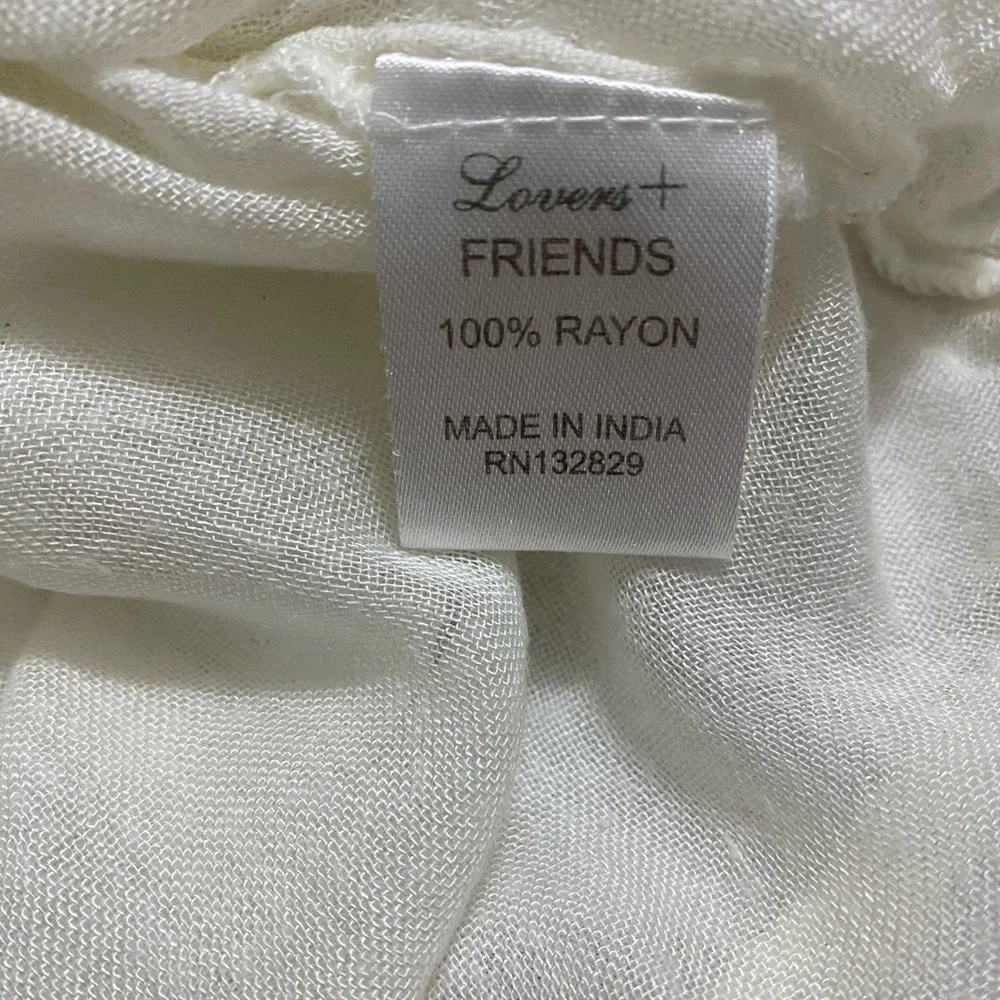 Lovers +
FRIENDS
100% RAYON
MADE IN INDIA
RN132829